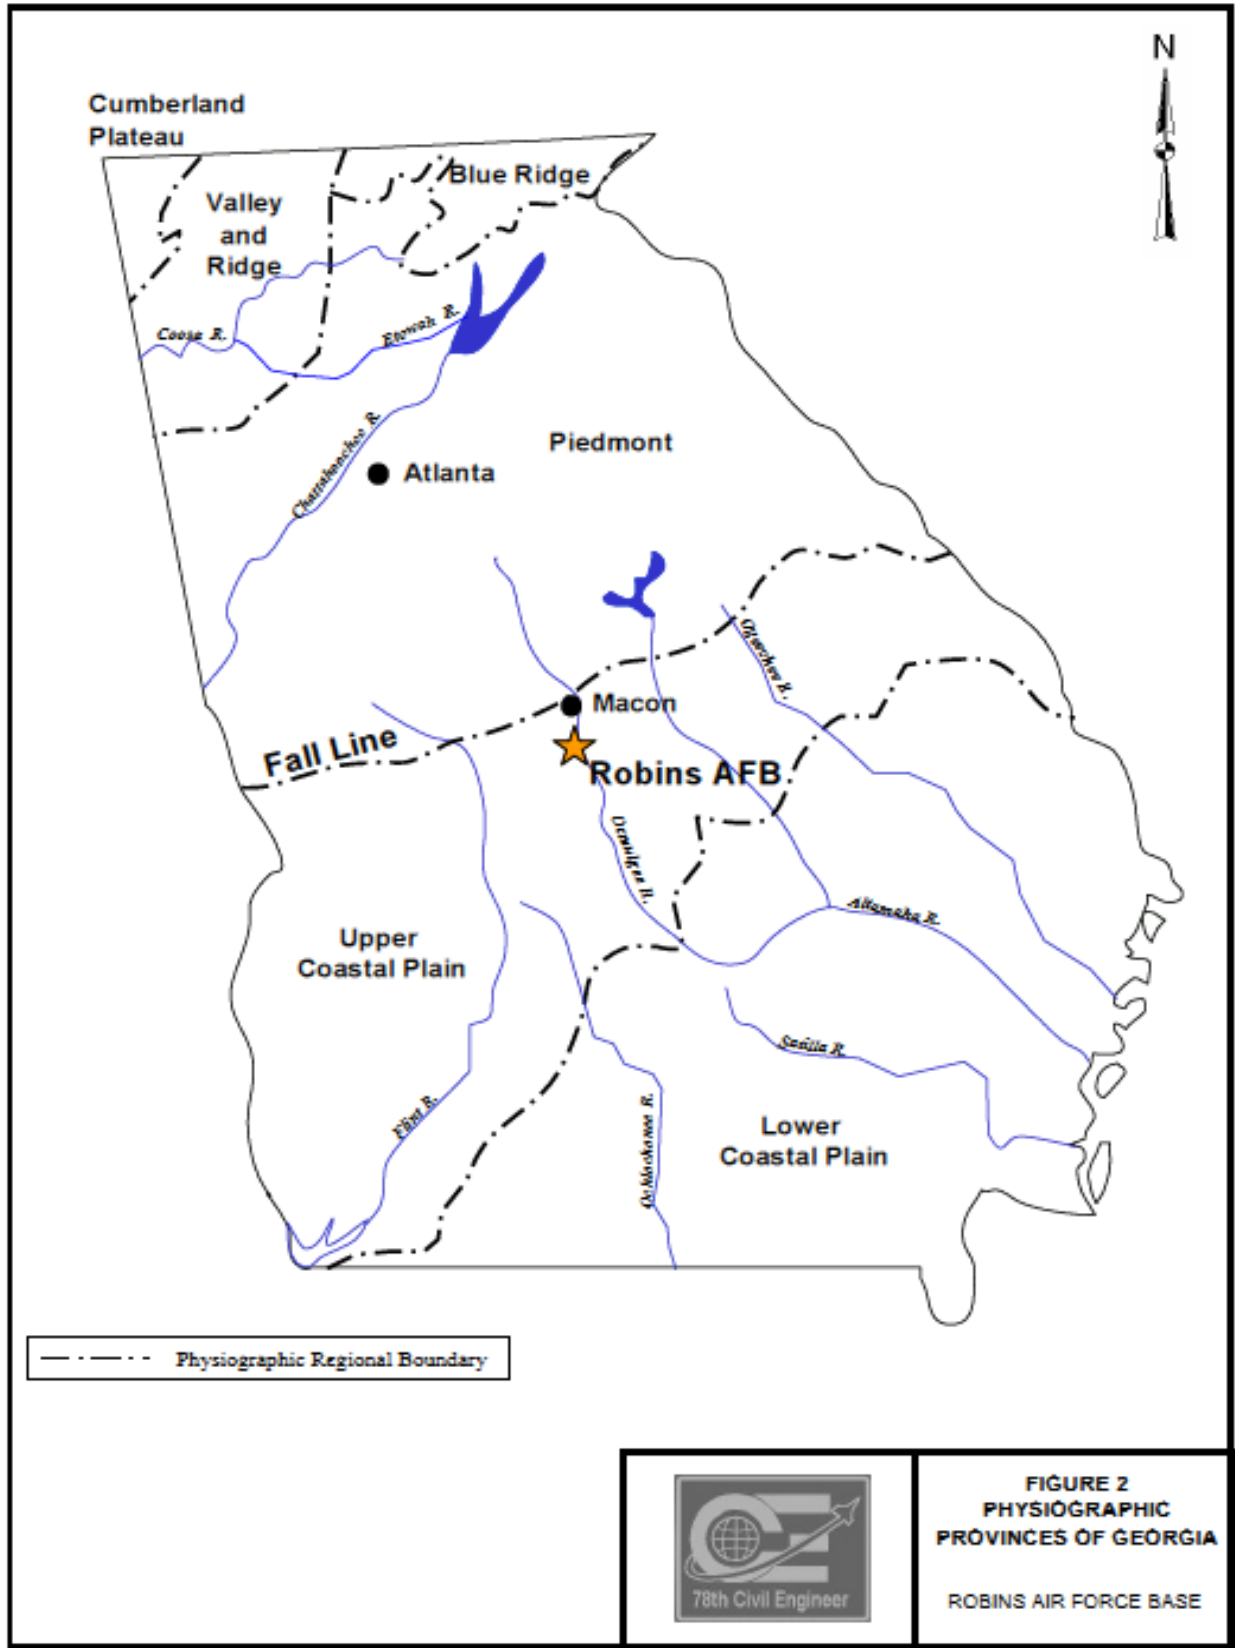 N
Cumberland
Plateau
Blue Ridge
Valley
and
Ridge
Coosa R.
Etowah R.
Chattahoochee R.
Piedmont
Atlanta
Macon
Ogeechee R.
Fall Line
Robins AFB
Ocmulgee R.
Altamaha R.
Upper
Coastal Plain
Satilla R.
Flint R.
Ochlockonee R.
Lower
Coastal Plain
Physiographic Regional Boundary
CE
78th Civil Engineer
FIGURE 2
PHYSIOGRAPHIC
PROVINCES OF GEORGIA
ROBINS AIR FORCE BASE